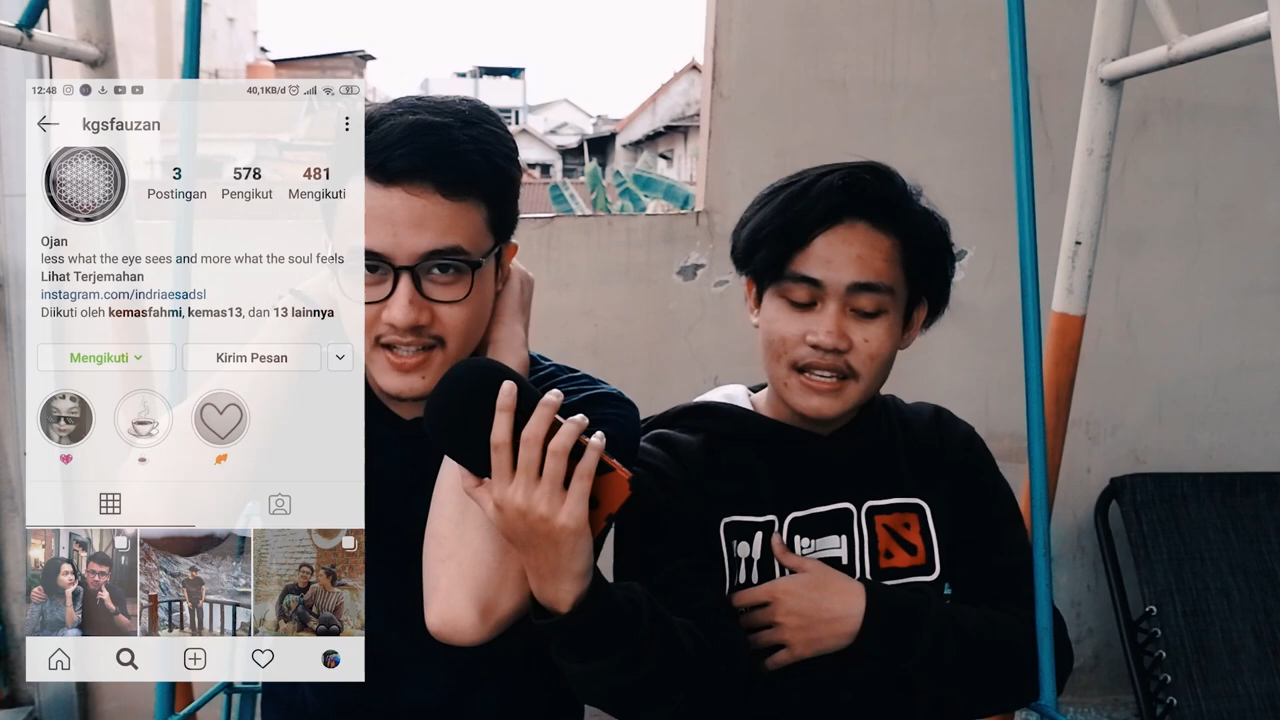 12:48
40,1KB/d
91
kgsfauzan
3 578 481
Postingan Pengikut Mengikuti
Ojan
less what the eye sees and more what the soul feels
Lihat Terjemahan
instagram.com/indriaesadsl
Diikuti oleh kemasfahmi, kemas13, dan 13 lainnya
Mengikuti Kirim Pesan